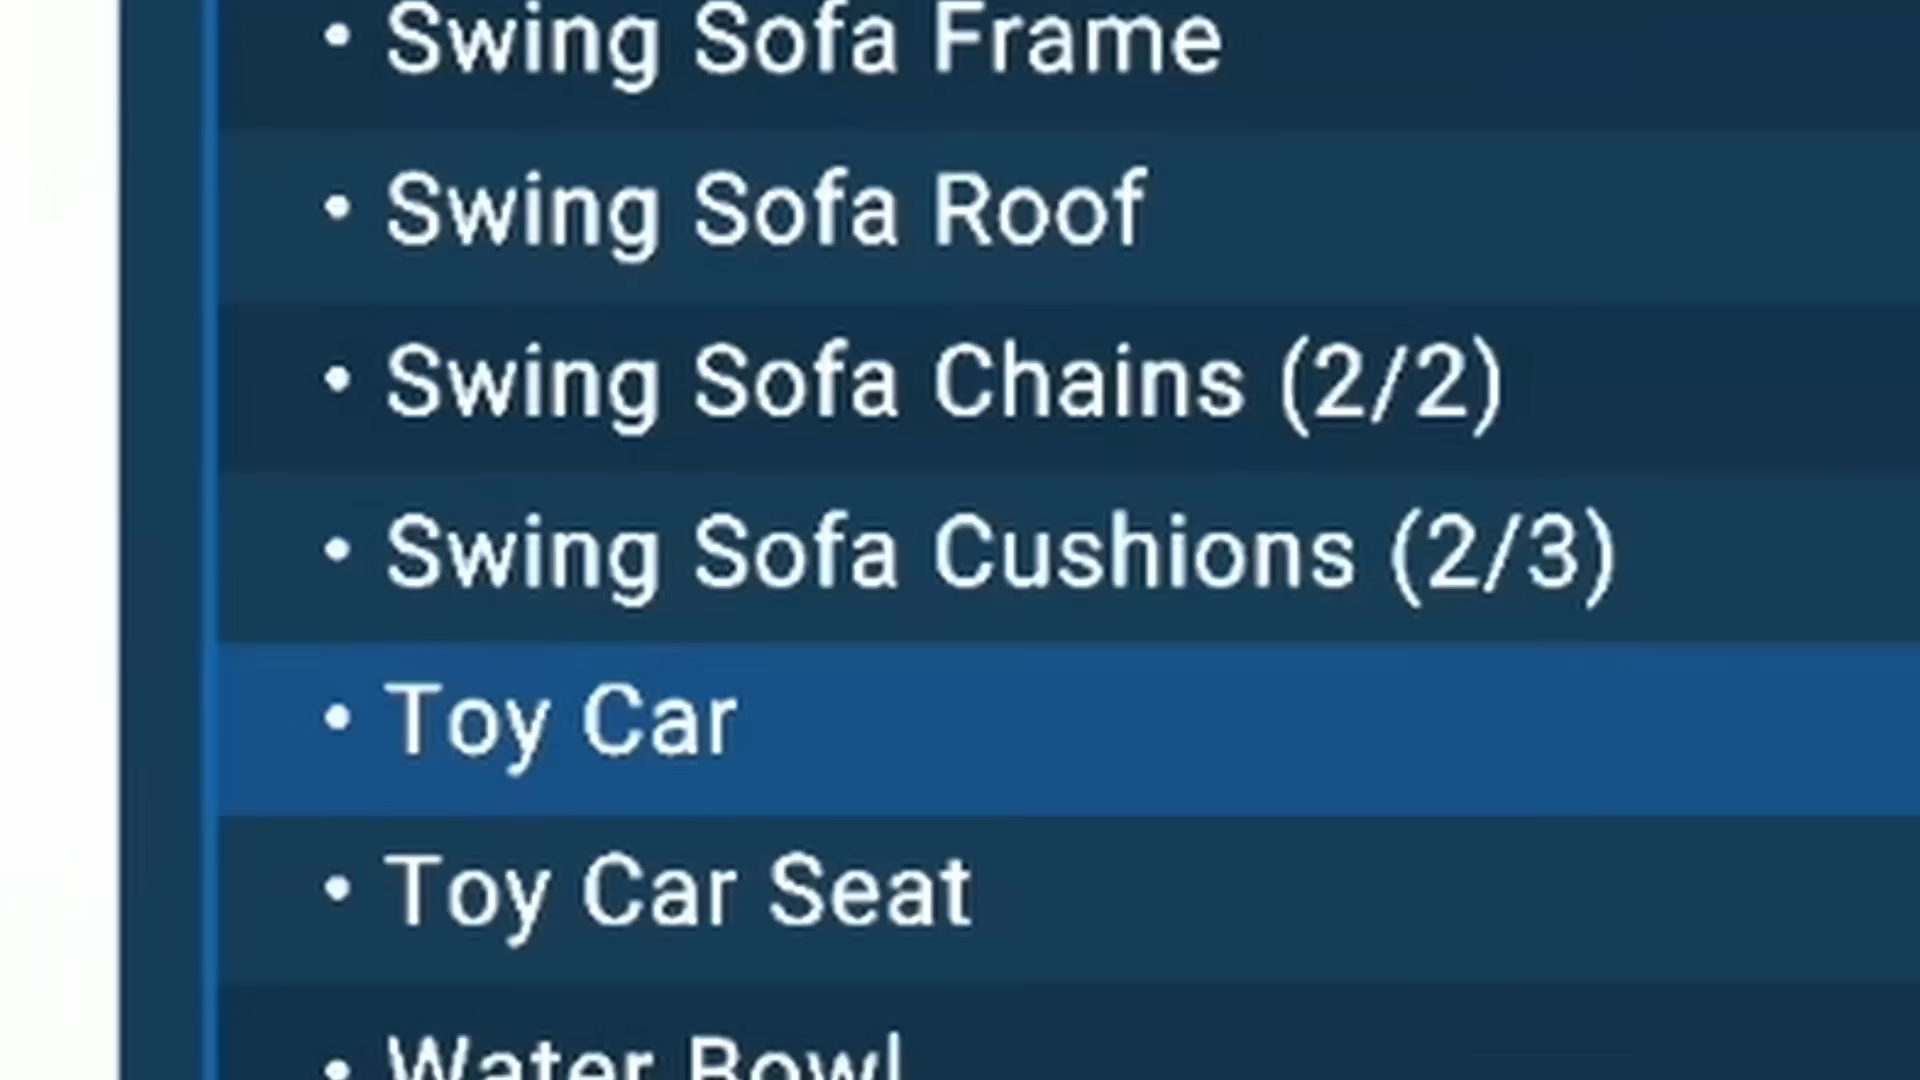 • Swing Sofa Frame
• Swing Sofa Roof
• Swing Sofa Chains (2/2)
• Swing Sofa Cushions (2/3)
• Toy Car
• Toy Car Seat
• Water Bowl